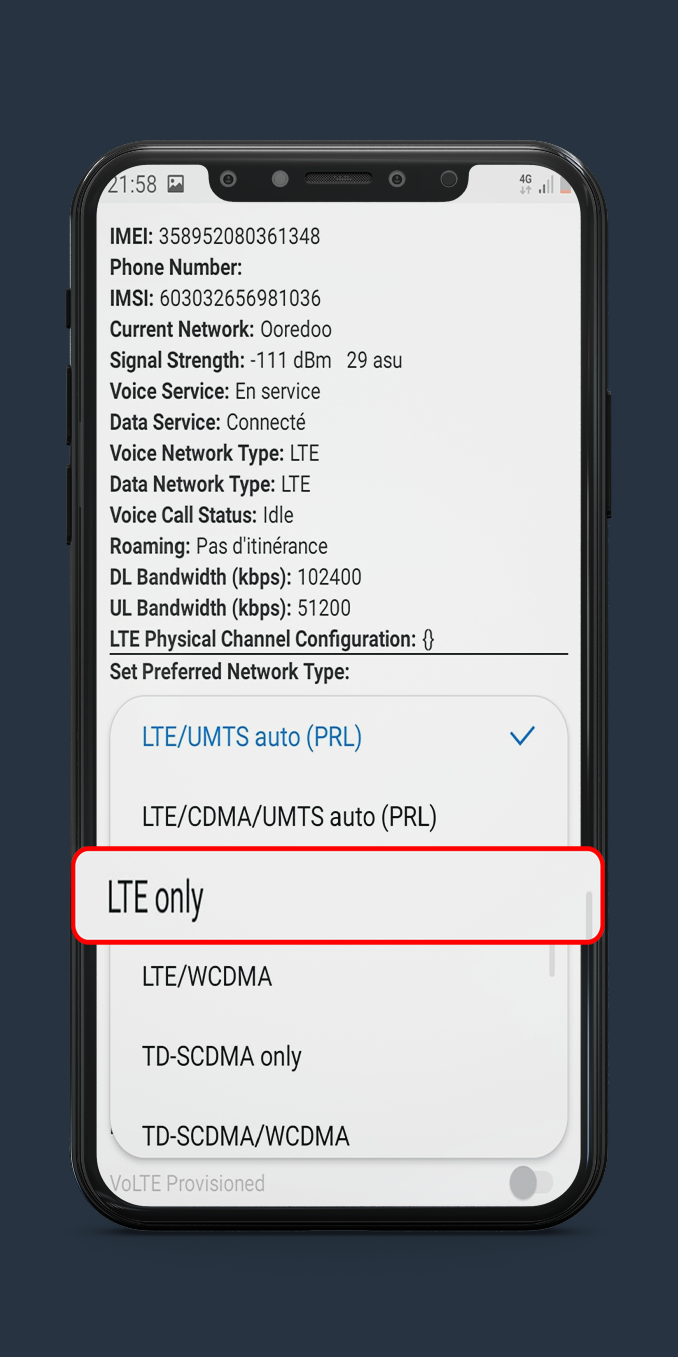 21:58 4G
IMEI: 358952080361348
Phone Number:
IMSI: 603032656981036
Current Network: Ooredoo
Signal Strength: -111 dBm 29 asu
Voice Service: En service
Data Service: Connecté
Voice Network Type: LTE
Data Network Type: LTE
Voice Call Status: Idle
Roaming: Pas d'itinérance
DL Bandwidth (kbps): 102400
UL Bandwidth (kbps): 51200
LTE Physical Channel Configuration: {}
Set Preferred Network Type:
LTE/UMTS auto (PRL)
LTE/CDMA/UMTS auto (PRL)
LTE only
LTE/WCDMA
TD-SCDMA only
TD-SCDMA/WCDMA
VoLTE Provisioned